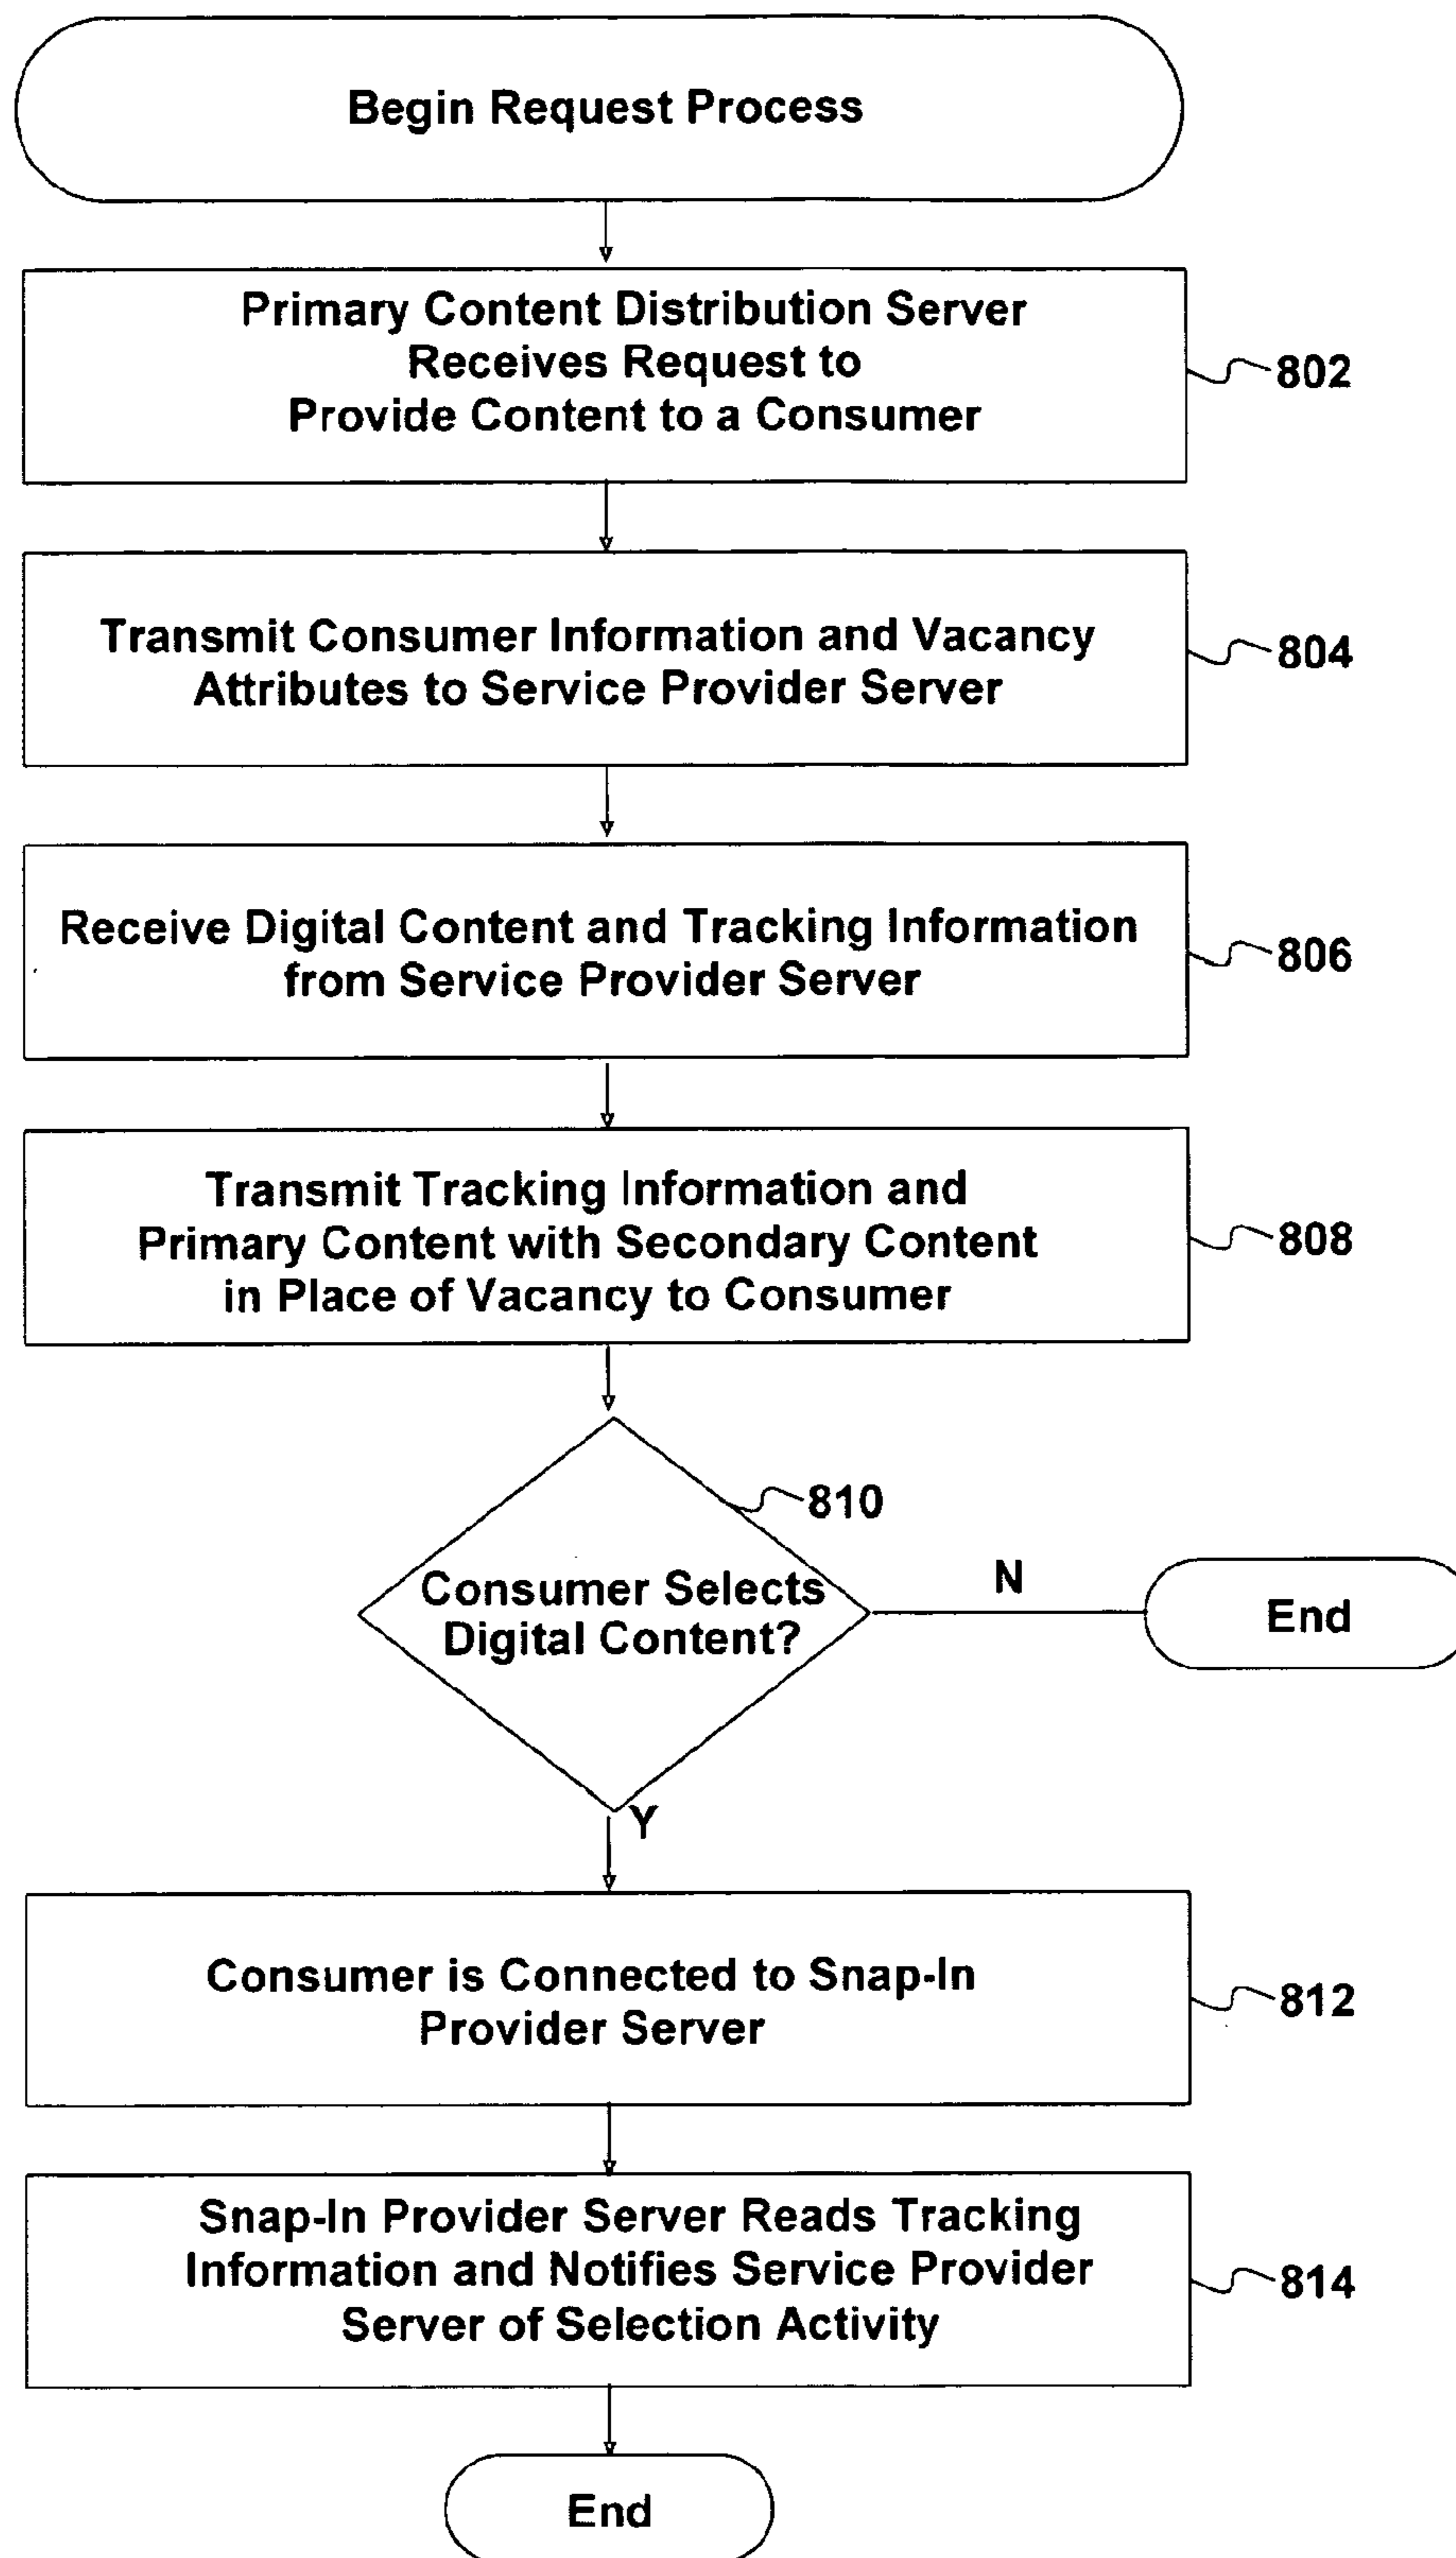 Begin Request Process
Primary Content Distribution Server
Receives Request to
Provide Content to a Consumer
802
Transmit Consumer Information and Vacancy
Attributes to Service Provider Server
804
Receive Digital Content and Tracking Information
from Service Provider Server
806
Transmit Tracking Information and
Primary Content with Secondary Content
in Place of Vacancy to Consumer
808
810
Consumer Selects
Digital Content?
N
End
Y
Consumer is Connected to Snap-In
Provider Server
812
Snap-In Provider Server Reads Tracking
Information and Notifies Service Provider
Server of Selection Activity
814
End